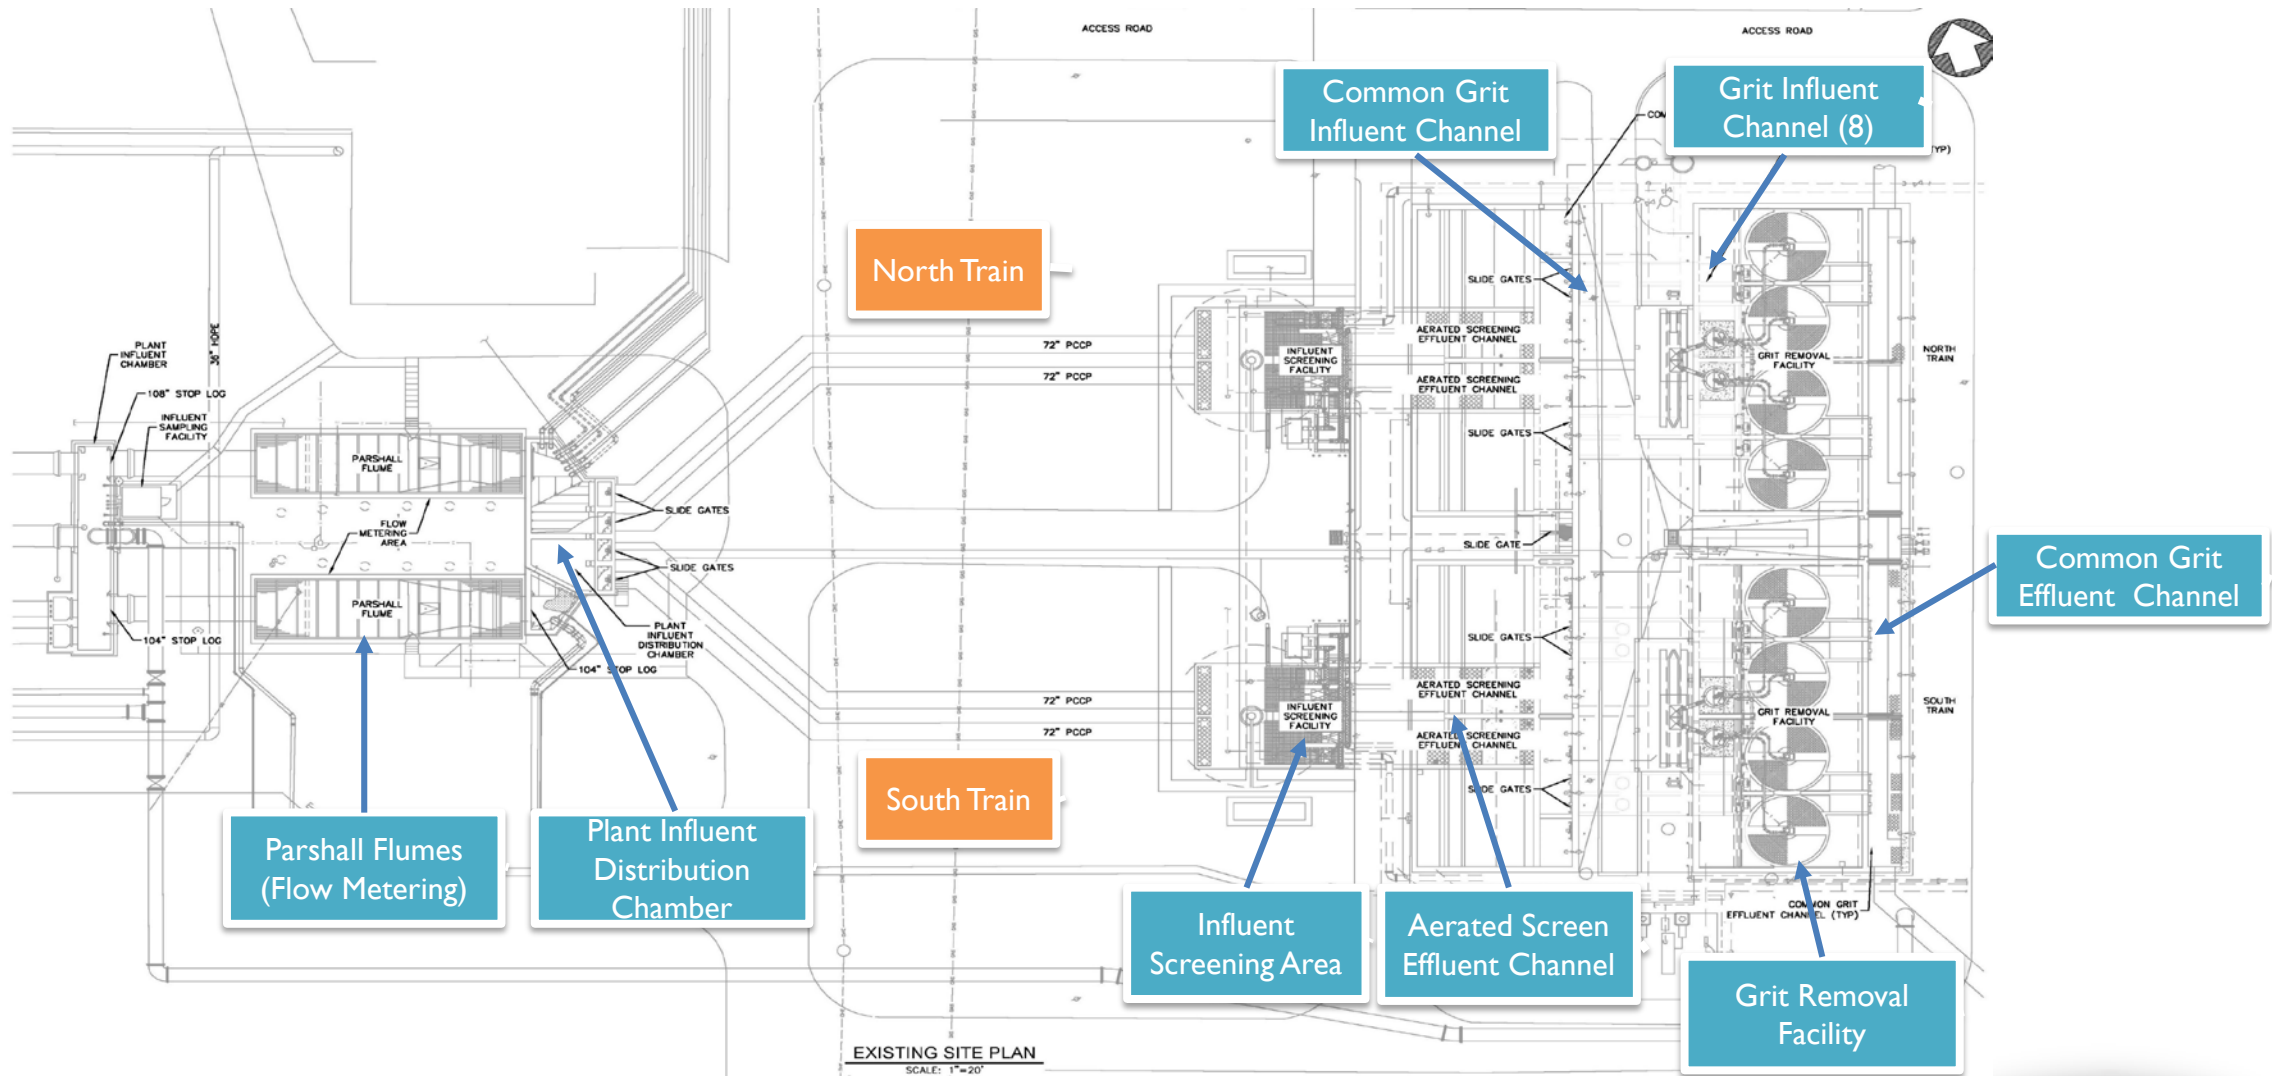 ACCESS ROAD
ACCESS ROAD
Common Grit
Influent Channel
Grit Influent
Channel (8)
TYP)
North Train
SLIDE GATES
36" HDPE
PLANT
INFLUENT
CHAMBER
108" STOP LOG
INFLUENT
SAMPLING
FACILITY
PARSHALL
FLUME
72" PCCP
72" PCCP
INFLUENT
SCREENING
FACILITY
AERATED SCREENING
EFFLUENT CHANNEL
AERATED SCREENING
EFFLUENT CHANNEL
GRIT REMOVAL
FACILITY
NORTH
TRAIN
SLIDE GATES
SLIDE GATES
FLOW
METERING
AREA
SLIDE GATE
SLIDE GATES
Common Grit
Effluent Channel
PARSHALL
FLUME
104" STOP LOG
PLANT
INFLUENT
DISTRIBUTION
CHAMBER
104" STOP LOG
SLIDE GATES
72" PCCP
72" PCCP
INFLUENT
SCREENING
FACILITY
AERATED SCREENING
EFFLUENT CHANNEL
AERATED SCREENING
EFFLUENT CHANNEL
GRIT REMOVAL
FACILITY
SOUTH
TRAIN
SLIDE GATES
South Train
Parshall Flumes
(Flow Metering)
Plant Influent
Distribution
Chamber
Influent
Screening Area
Aerated Screen
Effluent Channel
COMMON GRIT
EFFLUENT CHANNEL (TYP)
Grit Removal
Facility
EXISTING SITE PLAN
SCALE: 1"=20'